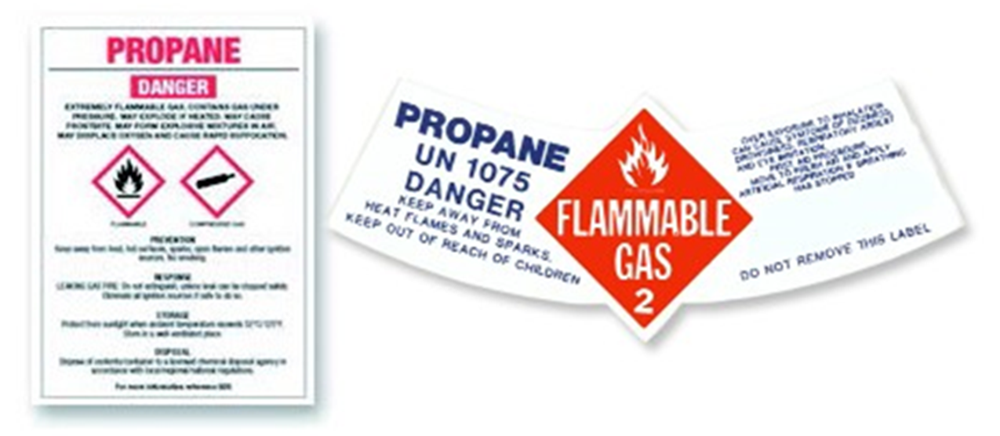 PROPANE
DANGER
EXTREMELY FLAMMABLE GAS. CONTAINS GAS UNDER
PRESSURE. MAY EXPLODE IF HEATED. MAY CAUSE
FROSTBITE. MAY FORM EXPLOSIVE MIXTURES IN AIR.
MAY DISPLACE OXYGEN AND CAUSE RAPID SUFFOCATION.
FLAMMABLE COMPRESSED GAS
PREVENTION
Keep away from heat, hot surfaces, sparks, open flames and other ignition
sources. No smoking.
RESPONSE
LEAKING GAS FIRE: Do not extinguish, unless leak can be stopped safely.
Eliminate all ignition sources if safe to do so.
STORAGE
Protect from sunlight when ambient temperature exceeds
Store in a well-ventilated place.
DISPOSAL
Dispose of contents/container to a licensed chemical disposal agency in
accordance with local/regional/national regulations.
For more information, reference SDS
PROPANE
UN 1075
DANGER
KEEP AWAY FROM
HEAT FLAMES AND SPARKS.
KEEP OUT OF REACH OF CHILDREN
FLAMMABLE
GAS
2
OVER EXPOSURE TO INHALATION
CAN CAUSE SYMPTOMS OF DIZZINESS,
DROWSINESS, RESPIRATORY ARREST
AND EYE IRRITATION.
FIRST AID PROCEDURE.
MOVE TO FRESH AIR AND APPLY
ARTIFICIAL RESPIRATION IF BREATHING
HAS STOPPED
DO NOT REMOVE THIS LABEL